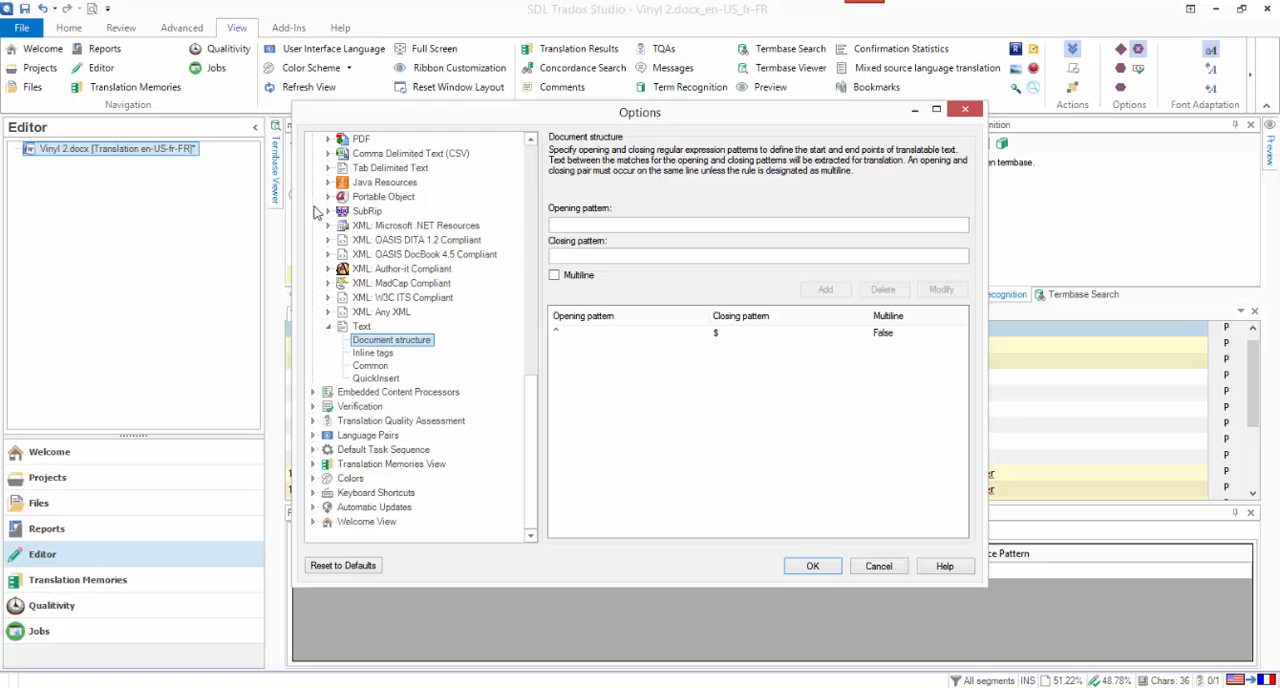 SDL Trados Studio - Vinyl 2.docx_en-US_fr-FR
File Home Review Advanced View Add-Ins Help
Welcome Reports Qualitivity User Interface Language Full Screen Translation Results TQAs Termbase Search Confirmation Statistics
Projects Editor Jobs Color Scheme Ribbon Customization Concordance Search Messages Termbase Viewer Mixed source language translation
Files Translation Memories Refresh View Reset Window Layout Comments Term Recognition Preview Bookmarks
Navigation Actions Options Font Adaptation
Options
Editor
Vinyl 2.docx [Translation en-US-fr-FR]*
Termbase Viewer
PDF
Comma Delimited Text (CSV)
Tab Delimited Text
Java Resources
Portable Object
SubRip
XML: Microsoft .NET Resources
XML: OASIS DITA 1.2 Compliant
XML: OASIS DocBook 4.5 Compliant
XML: Author-it Compliant
XML: MadCap Compliant
XML: W3C ITS Compliant
XML: Any XML
Text
Document structure
Inline tags
Common
QuickInsert
Embedded Content Processors
Verification
Translation Quality Assessment
Language Pairs
Default Task Sequence
Translation Memories View
Colors
Keyboard Shortcuts
Automatic Updates
Welcome View
Document structure
Specify opening and closing regular expression patterns to define the start and end points of translatable text.
Text between the matches for the opening and closing patterns will be extracted for translation. An opening and
closing pair must occur on the same line unless the rule is designated as multiline.
Opening pattern:
Closing pattern:
Multiline
Add Delete Modify
Opening pattern Closing pattern Multiline
^ $ False
Reset to Defaults OK Cancel Help
nition
Preview
en termbase.
cognition Termbase Search
P
P
P
P
P
P
P
P
P
er P
er P
ce Pattern
Welcome
Projects
Files
Reports
Editor
Translation Memories
Qualitivity
Jobs
All segments INS 51.22% 48.78% Chars: 36 0/1